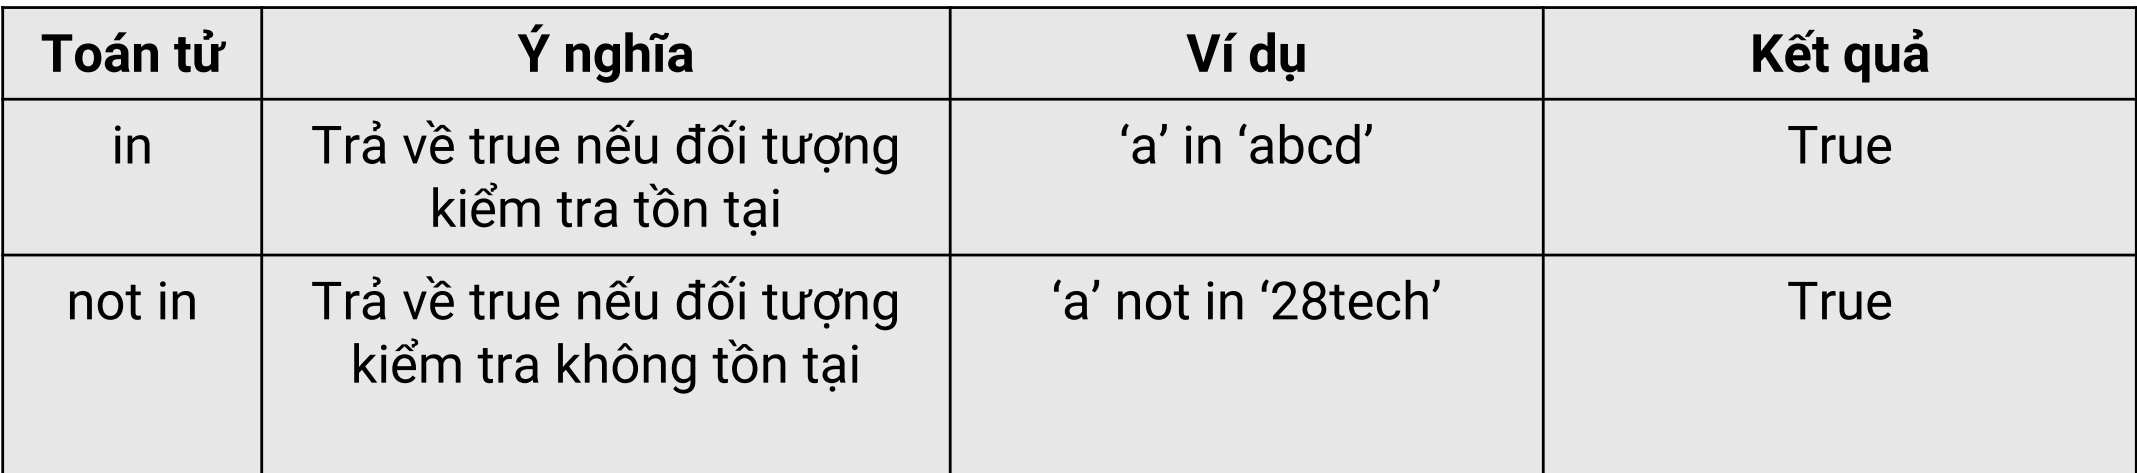 Toán tử Ý nghĩa Ví dụ Kết quả
in Trả về true nếu đối tượng ‘a’ in ‘abcd’ True
kiểm tra tồn tại
not in Trả về true nếu đối tượng ‘a’ not in ‘28tech’ True
kiểm tra không tồn tại